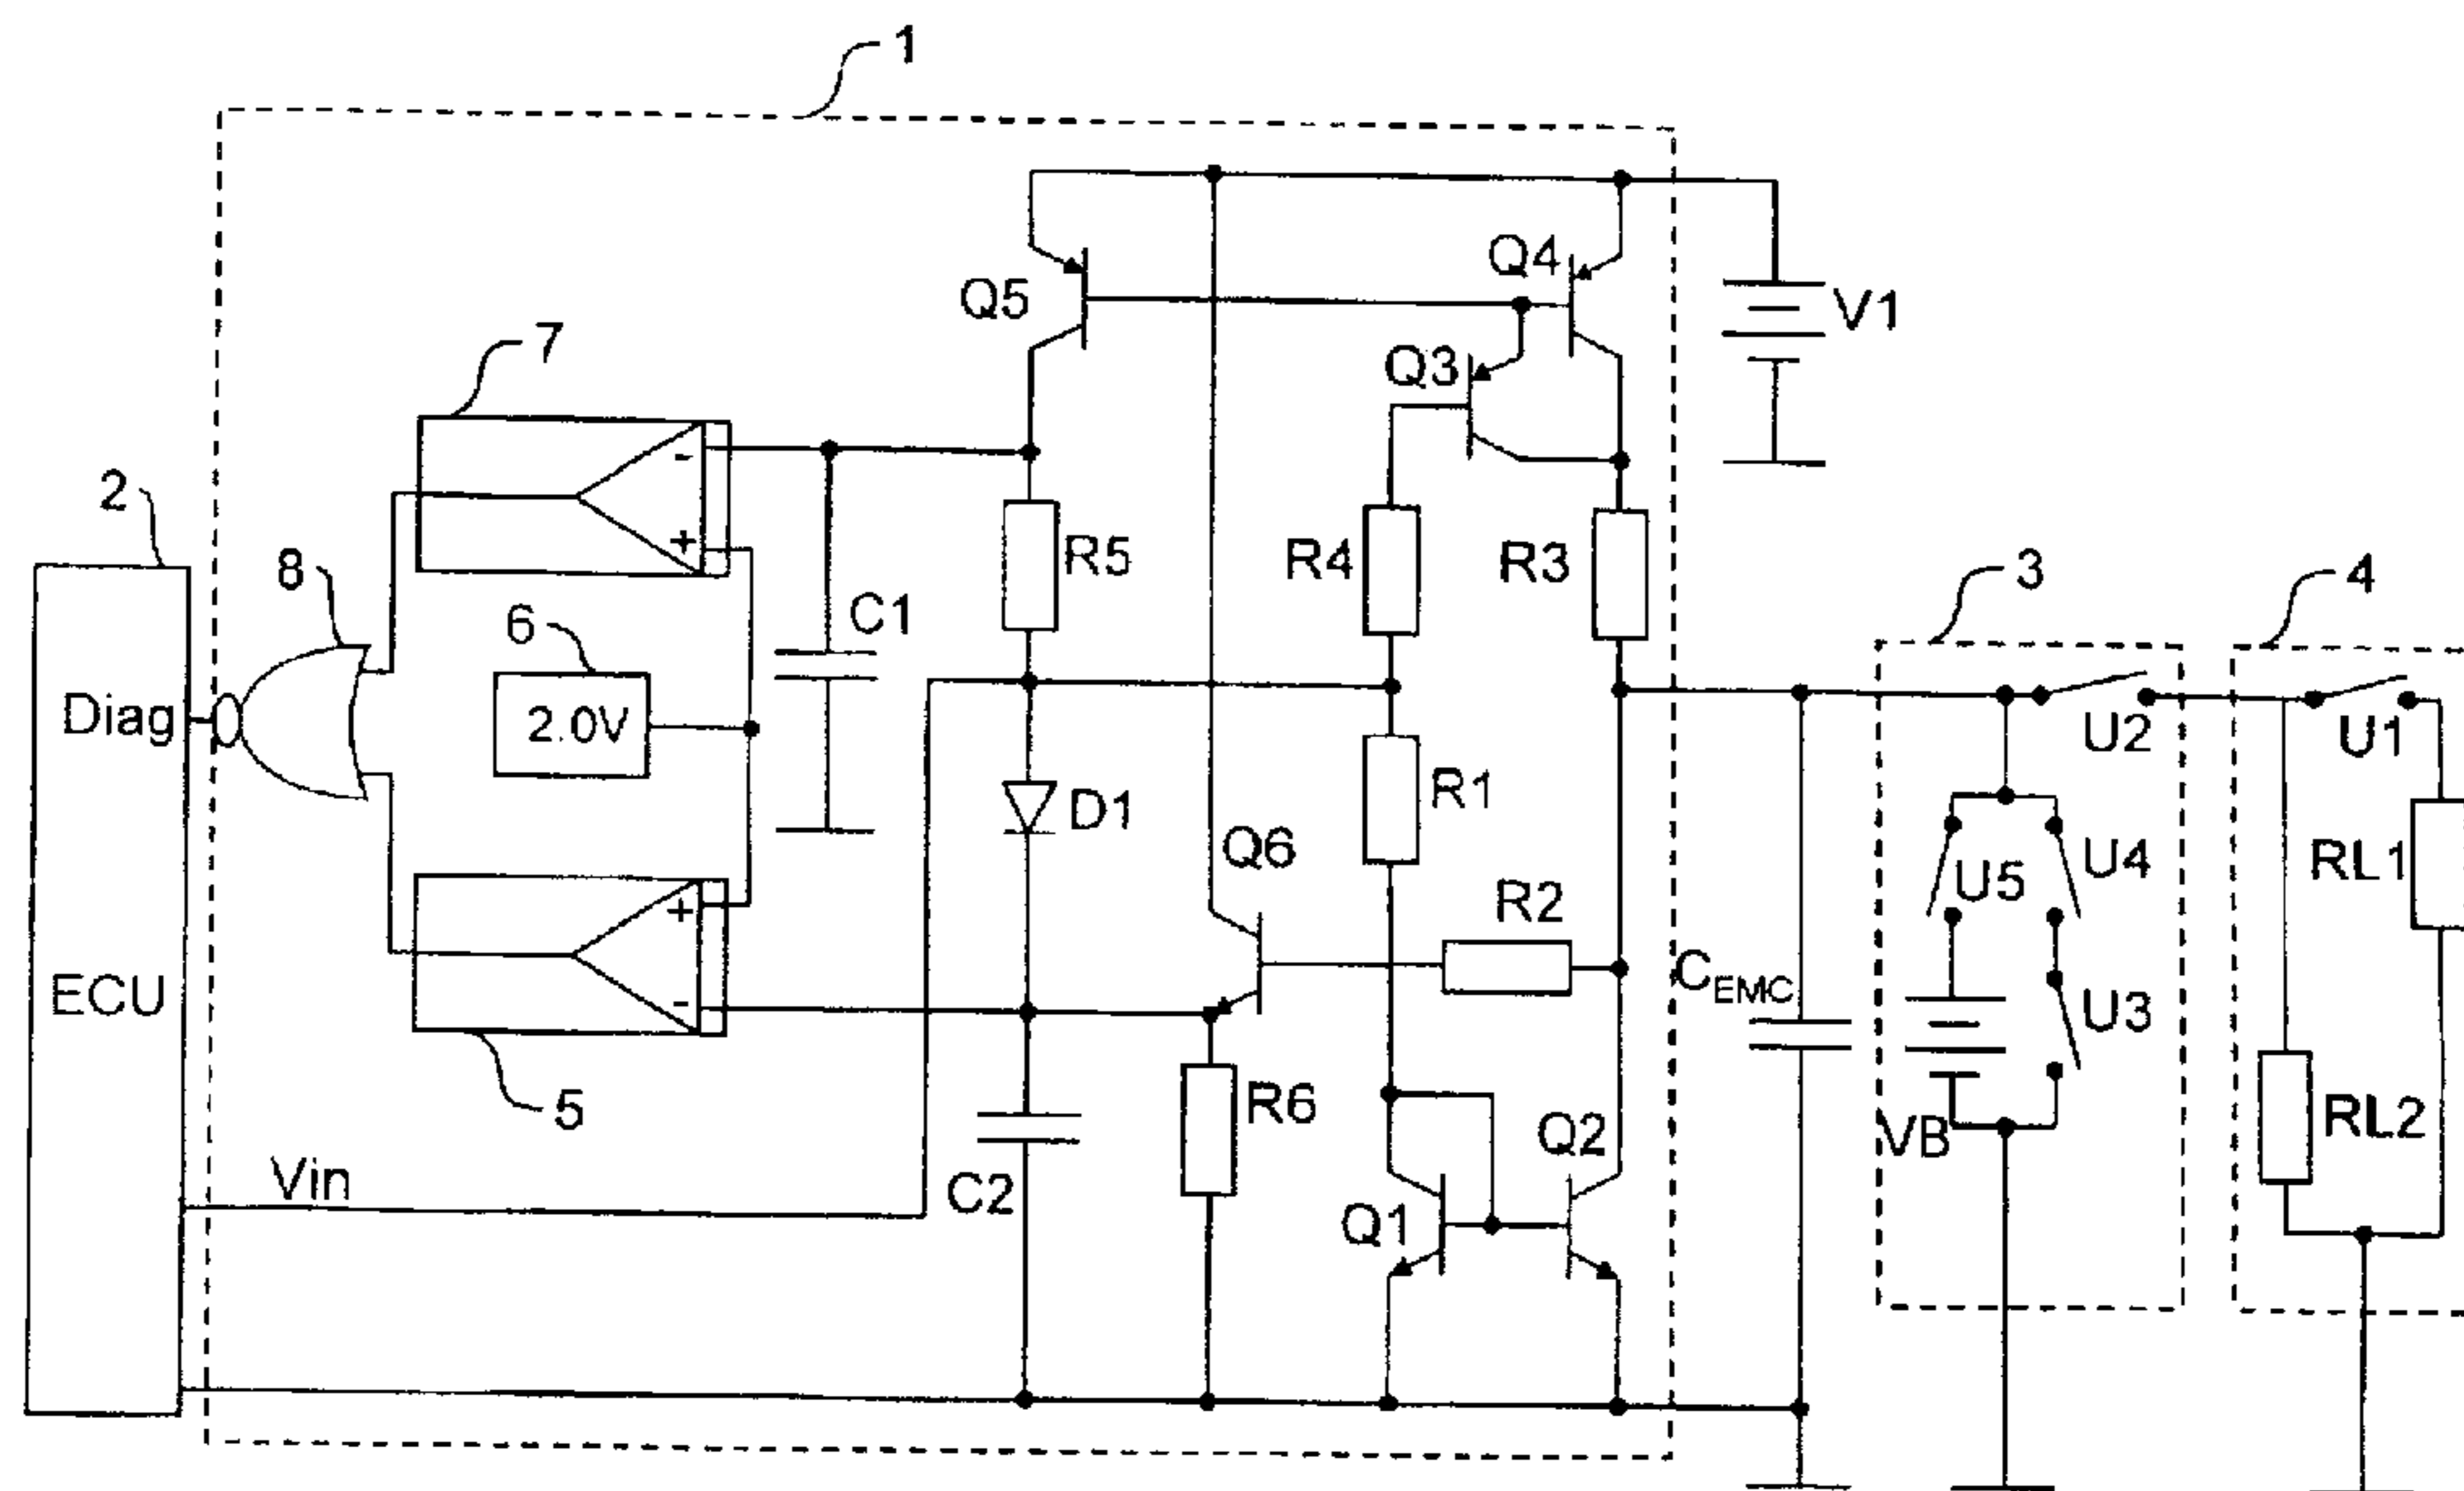 1
Q4
Q5
V1
7
Q3
-
2
+
R5
R4
R3
8
3
4
C1
6
Diag
2.0V
U2
U1
R1
D1
Q6
U5
U4
RL1
R2
+
CEMC
ECU
-
U3
5
R6
RL2
Q2
VB
Vin
C2
Q1